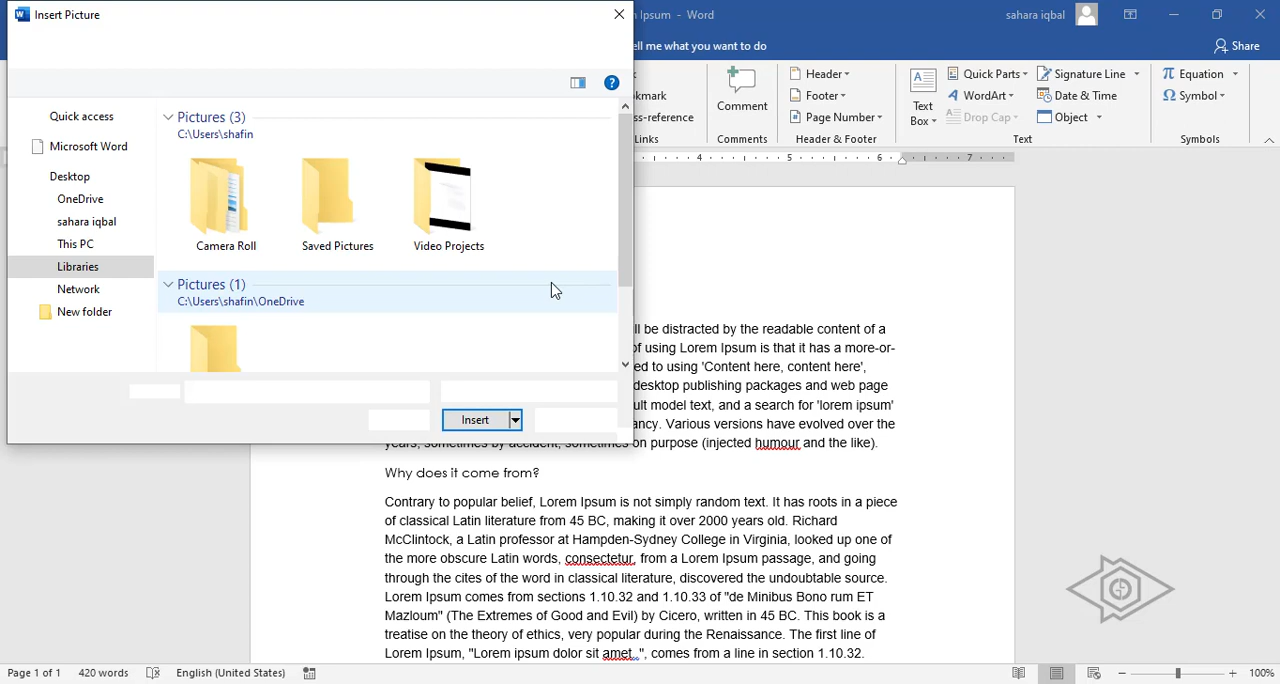 Insert Picture
n Ipsum - Word
sahara iqbal
ell me what you want to do
Share
Quick access
Microsoft Word
Desktop
OneDrive
sahara iqbal
This PC
Libraries
Network
New folder
Pictures (3)
C:\Users\shafin
Camera Roll
Saved Pictures
Video Projects
Pictures (1)
C:\Users\shafin\OneDrive
Insert
kmark
ss-reference
Links
Comment
Comments
Header
Footer
Page Number
Header & Footer
Text
Box
Quick Parts
WordArt
Drop Cap
Signature Line
Date & Time
Object
Text
Equation
Symbol
Symbols
4 5 6 7
ll be distracted by the readable content of a
of using Lorem Ipsum is that it has a more-or-
ed to using 'Content here, content here',
desktop publishing packages and web page
ult model text, and a search for 'lorem ipsum'
ancy. Various versions have evolved over the
years, sometimes by accident, sometimes on purpose (injected humour and the like).
Why does it come from?
Contrary to popular belief, Lorem Ipsum is not simply random text. It has roots in a piece
of classical Latin literature from 45 BC, making it over 2000 years old. Richard
McClintock, a Latin professor at Hampden-Sydney College in Virginia, looked up one of
the more obscure Latin words, consectetur, from a Lorem Ipsum passage, and going
through the cites of the word in classical literature, discovered the undoubtable source.
Lorem Ipsum comes from sections 1.10.32 and 1.10.33 of "de Minibus Bono rum ET
Mazloum" (The Extremes of Good and Evil) by Cicero, written in 45 BC. This book is a
treatise on the theory of ethics, very popular during the Renaissance. The first line of
Lorem Ipsum, "Lorem ipsum dolor sit amet..", comes from a line in section 1.10.32.
Page 1 of 1
420 words
English (United States)
100%